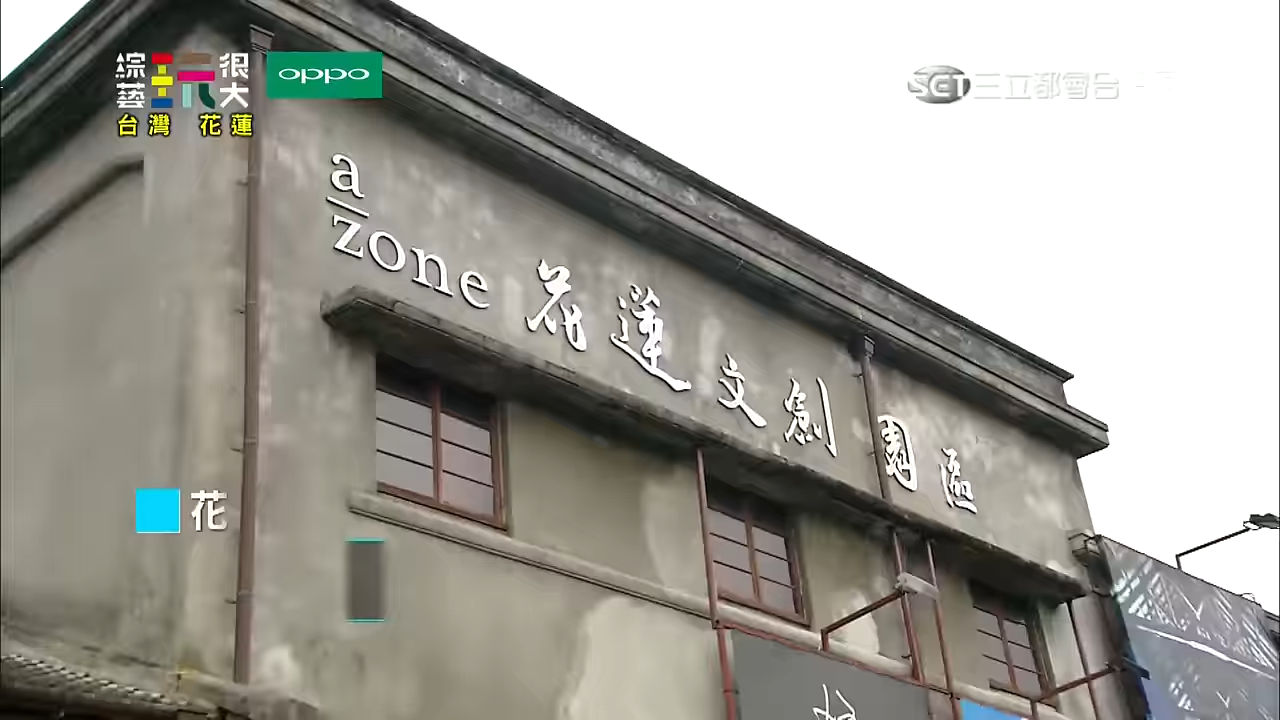 綜藝玩很大
台灣 花蓮
oppo
SET三立都會台
a
zone 花蓮文創園區
花